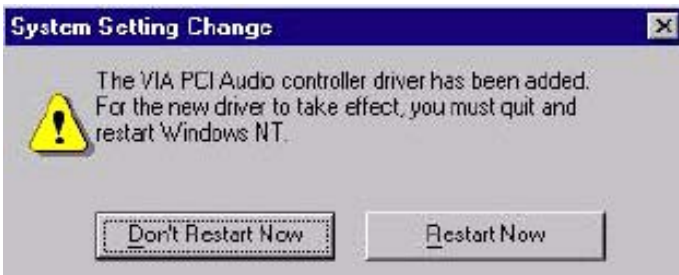 System Setting Change
The VIA PCI Audio controller driver has been added.
For the new driver to take effect, you must quit and
restart Windows NT.
Don't Restart Now
Restart Now